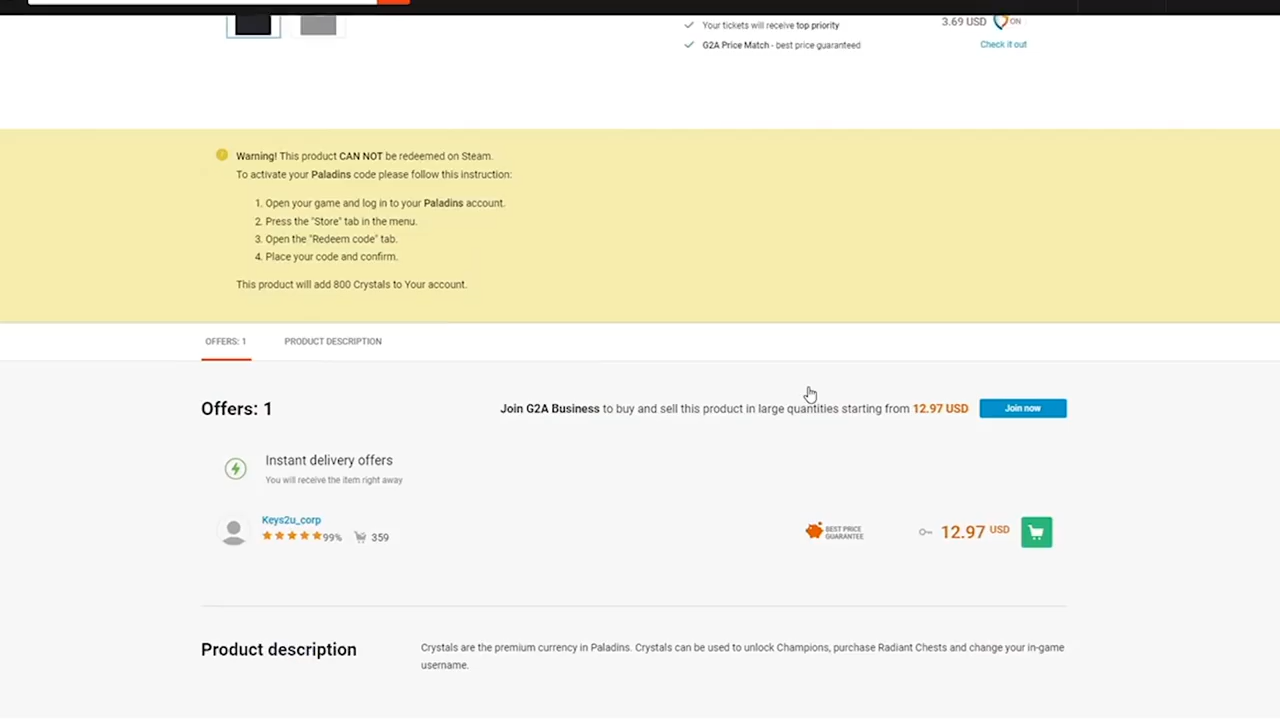 Your tickets will receive top priority
3.69 USD ON
G2A Price Match - best price guaranteed
Check it out
Warning! This product CAN NOT be redeemed on Steam.
To activate your Paladins code please follow this instruction:
1. Open your game and log in to your Paladins account.
2. Press the "Store" tab in the menu.
3. Open the "Redeem code" tab.
4. Place your code and confirm.
This product will add 800 Crystals to Your account.
OFFERS: 1 PRODUCT DESCRIPTION
Offers: 1
Join G2A Business to buy and sell this product in large quantities starting from 12.97 USD
Join now
Instant delivery offers
You will receive the item right away
Keys2u_corp
99% 359
BEST PRICE
GUARANTEE
12.97 USD
Product description
Crystals are the premium currency in Paladins. Crystals can be used to unlock Champions, purchase Radiant Chests and change your in-game
username.